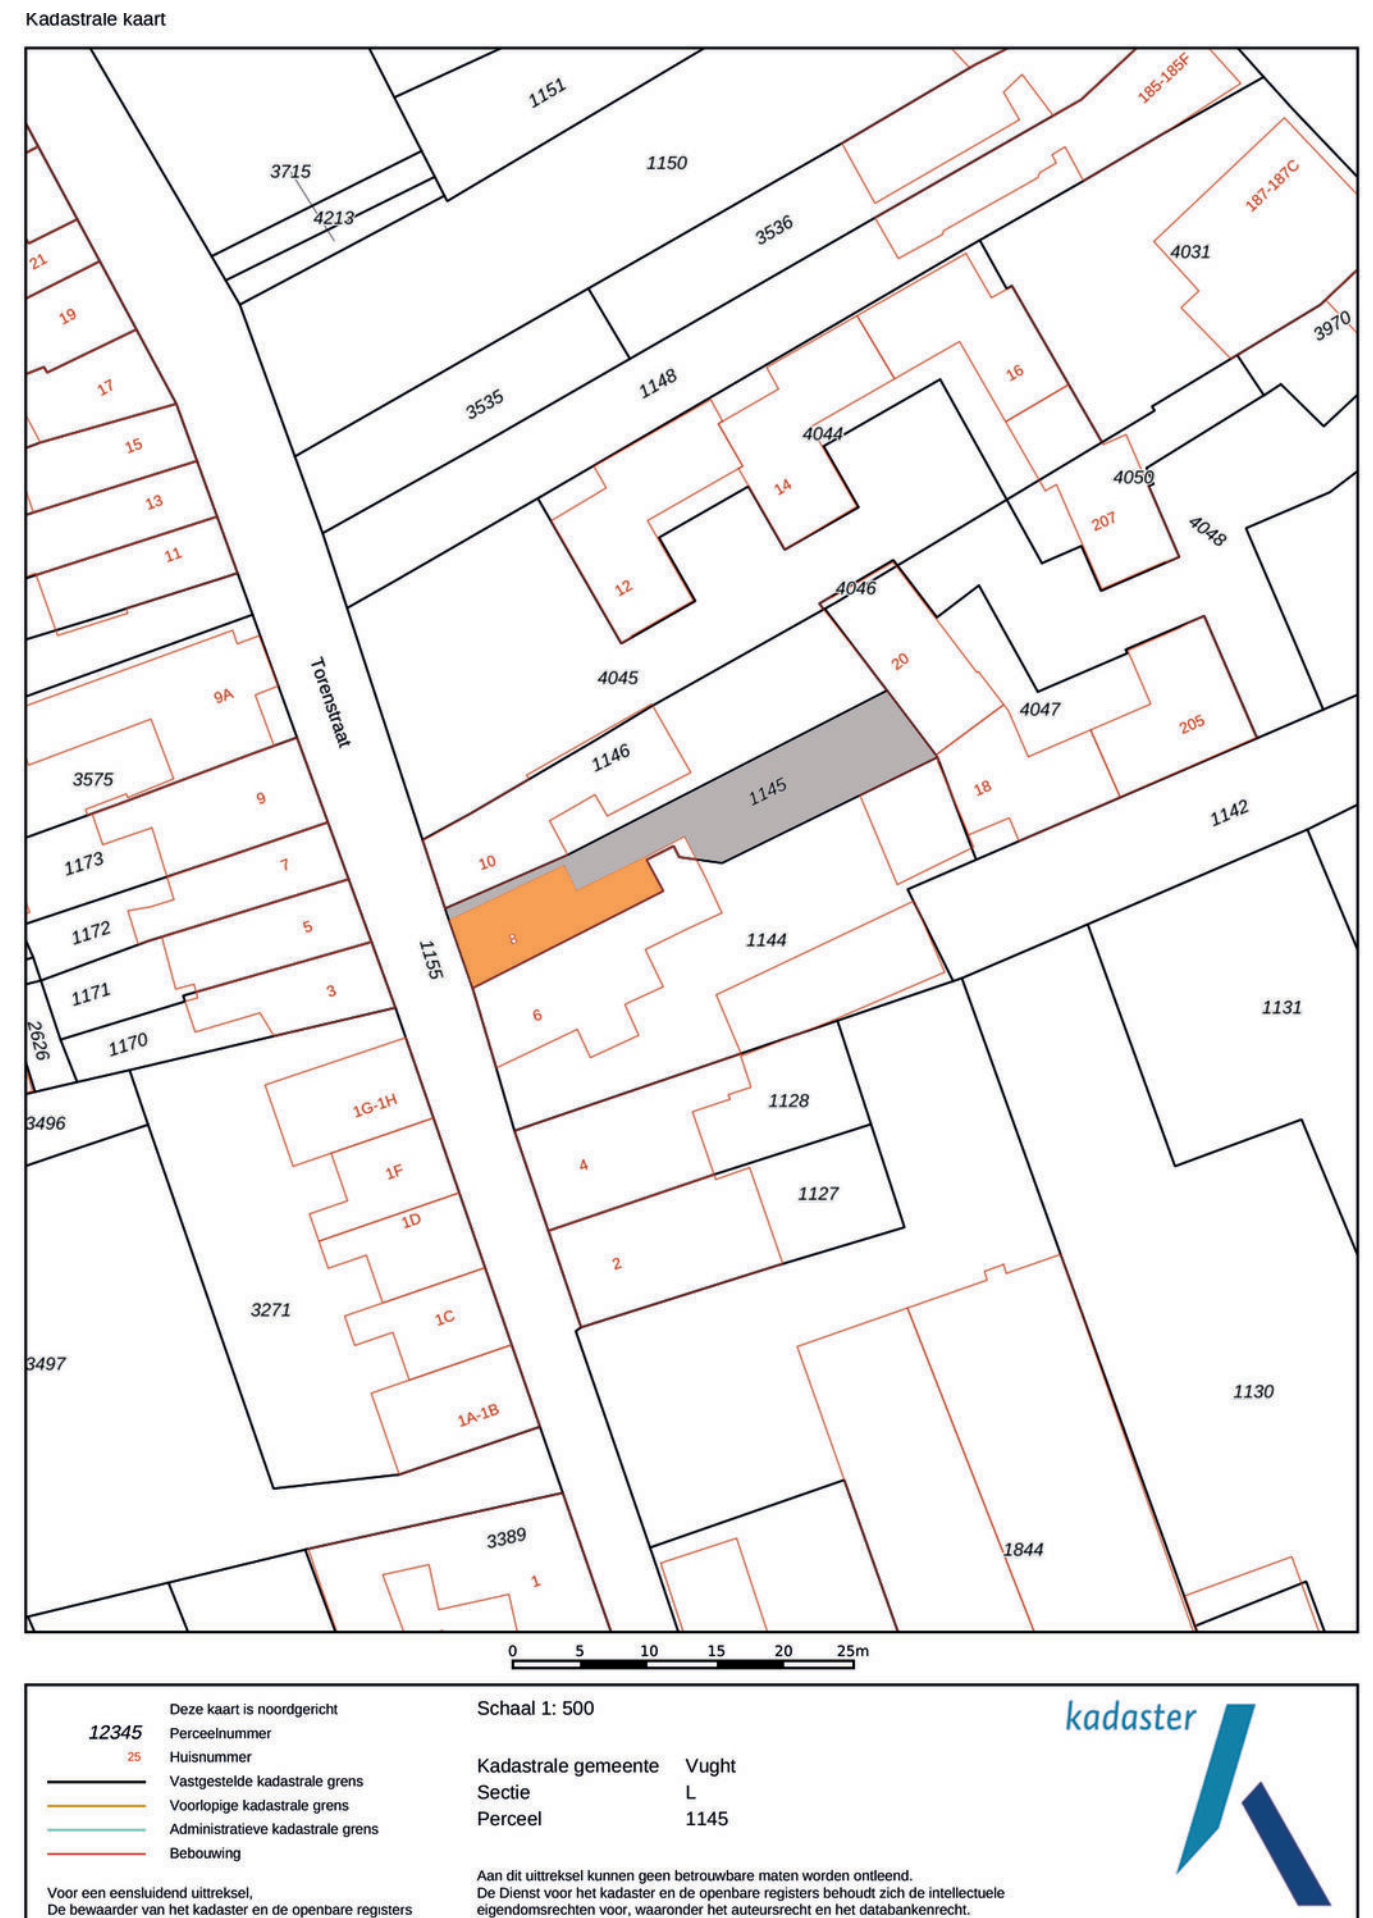 Kadastrale kaart
1151
185-185F
3715
1150
187-187C
4213
3536
4031
21
19
3970
17
1148
16
3535
15
4044
4050
13
14
207
4048
11
12
4046
20
4045
Torenstraat
9A
4047
205
1146
3575
1145
18
9
1142
1173
7
10
1172
5
8
1144
1155
1171
3
6
1131
2626
1170
1128
1G-1H
3496
4
1F
1127
1D
2
3271
1C
3497
1130
1A-1B
3389
1844
1
0 5 10 15 20 25m
Deze kaart is noordgericht
12345 Perceelnummer
25 Huisnummer
Vastgestelde kadastrale grens
Voorlopige kadastrale grens
Administratieve kadastrale grens
Bebouwing
Voor een eensluidend uittreksel,
De bewaarder van het kadaster en de openbare registers
Schaal 1: 500
Kadastrale gemeente Vught
Sectie L
Perceel 1145
Aan dit uittreksel kunnen geen betrouwbare maten worden ontleend.
De Dienst voor het kadaster en de openbare registers behoudt zich de intellectuele
eigendomsrechten voor, waaronder het auteursrecht en het databankenrecht.
kadaster